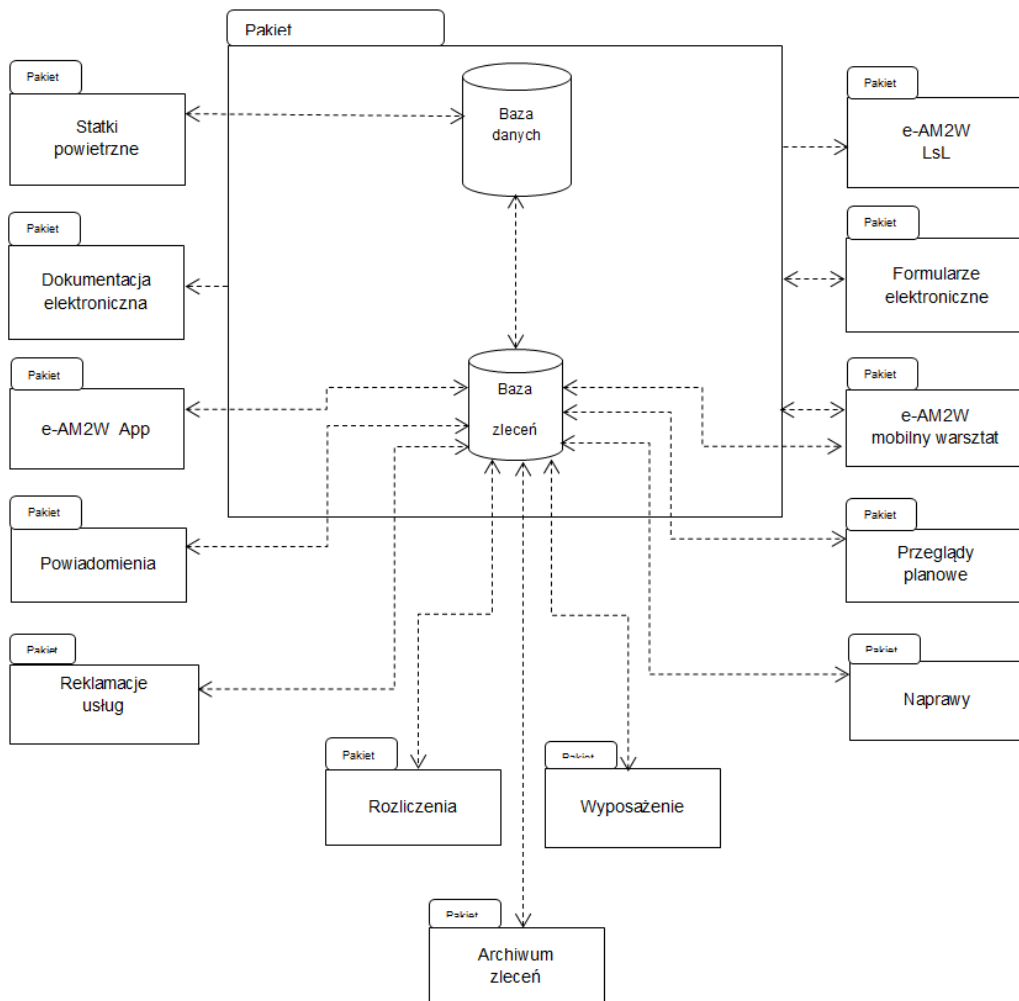 Pakiet
Baza
danych
Pakiet
Statki
powietrzne
Pakiet
e-AM2W
LsL
Pakiet
Dokumentacja
elektroniczna
Pakiet
Formularze
elektroniczne
Pakiet
e-AM2W App
Baza
zleceń
Pakiet
e-AM2W
mobilny warsztat
Pakiet
Powiadomienia
Pakiet
Przeglądy
planowe
Pakiet
Reklamacje
usług
Pakiet
Naprawy
Pakiet
Rozliczenia
Pakiet
Wyposażenie
Pakiet
Archiwum
zleceń